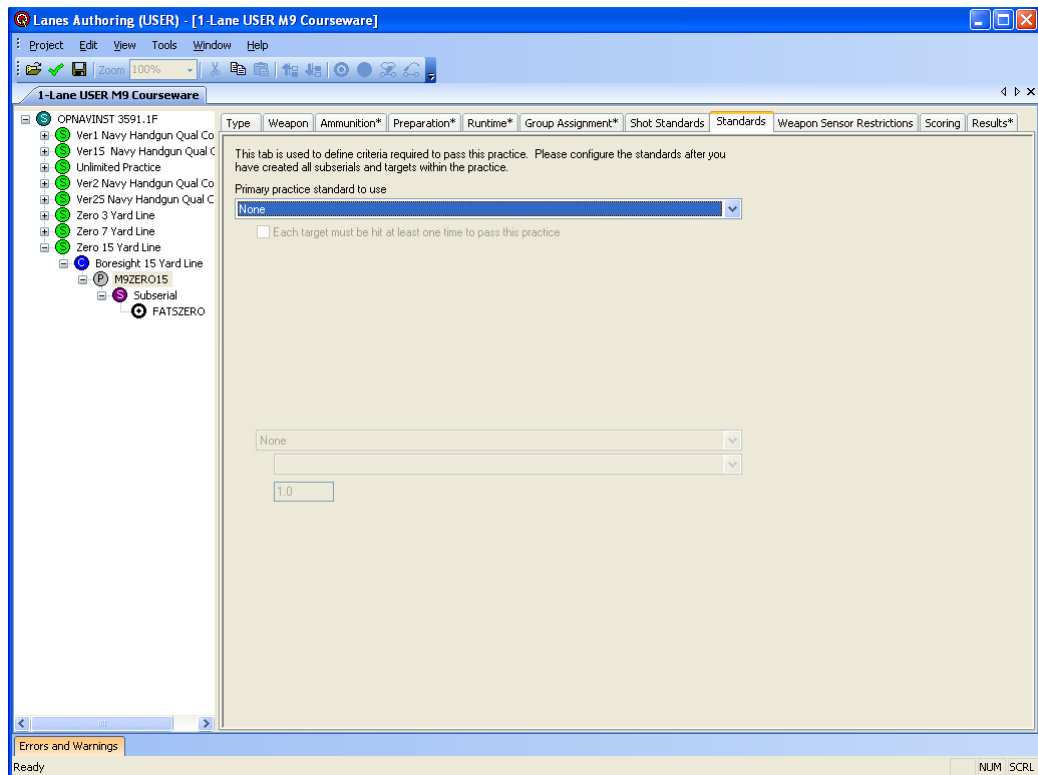 Lanes Authoring (USER) - [1-Lane USER M9 Courseware]
Project Edit View Tools Window Help
Zoom 100%
1-Lane USER M9 Courseware
OPNAVINST 3591.1F
Ver1 Navy Handgun Qual Co
Ver1S Navy Handgun Qual C
Unlimited Practice
Ver2 Navy Handgun Qual Co
Ver2S Navy Handgun Qual C
Zero 3 Yard Line
Zero 7 Yard Line
Zero 15 Yard Line
C Boresight 15 Yard Line
P M9ZERO15
S Subserial
FATSZERO
Type Weapon Ammunition* Preparation* Runtime* Group Assignment* Shot Standards Standards Weapon Sensor Restrictions Scoring Results*
This tab is used to define criteria required to pass this practice. Please configure the standards after you
have created all subserials and targets within the practice.
Primary practice standard to use
None
Each target must be hit at least one time to pass this practice
None
1.0
Errors and Warnings
Ready
NUM SCRL